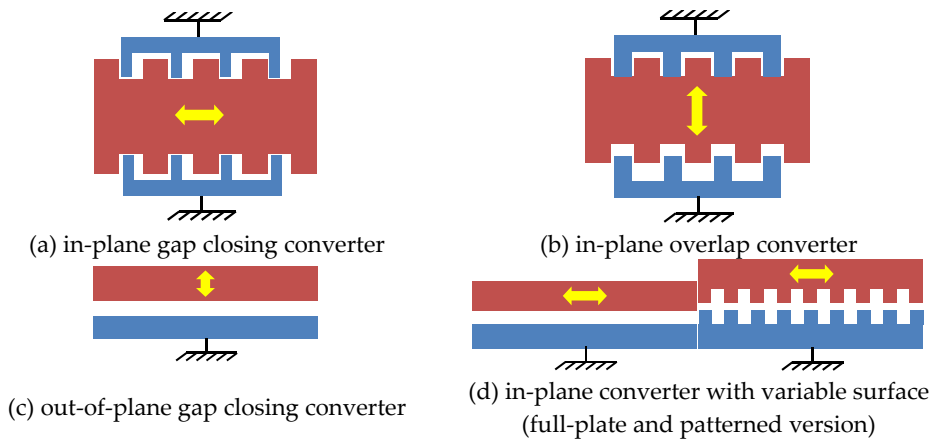 (a) in-plane gap closing converter
(b) in-plane overlap converter
(c) out-of-plane gap closing converter
(d) in-plane converter with variable surface
(full-plate and patterned version)